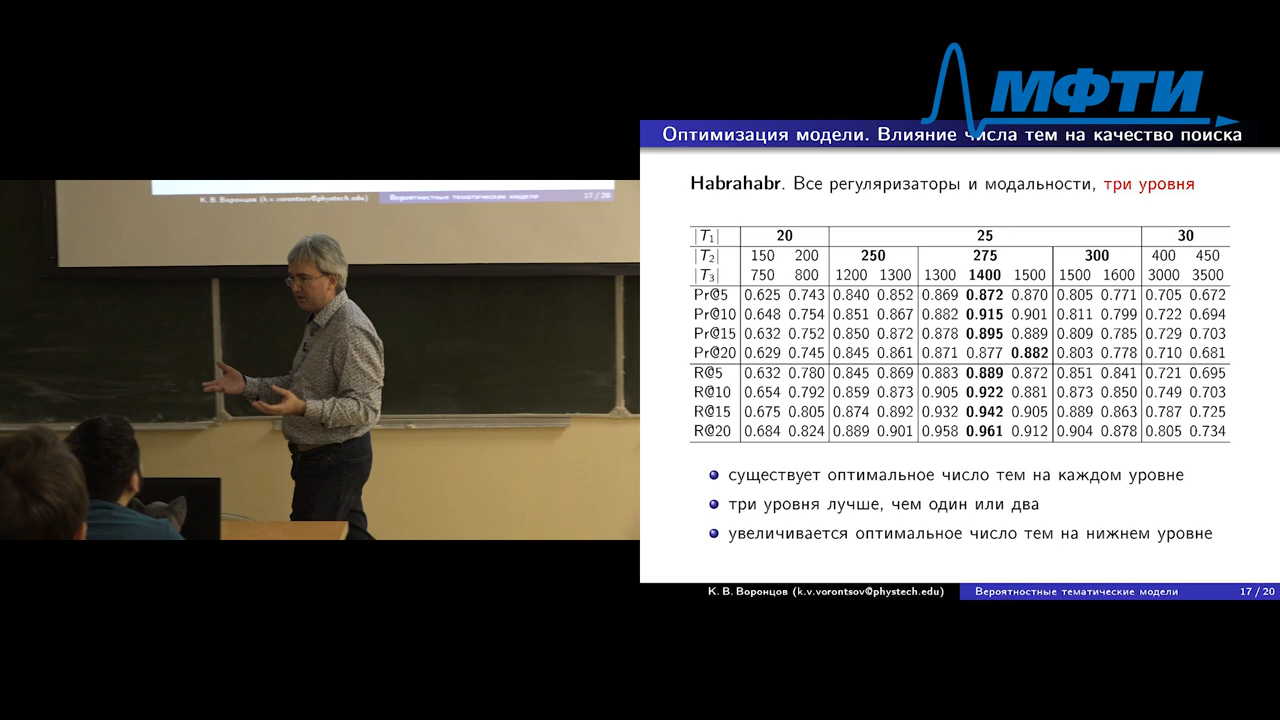 МФТИ
Оптимизация модели. Влияние числа тем на качество поиска
Habrahabr. Все регуляризаторы и модальности, три уровня
|T₁| 20 25 30
|T₂| 150 200 250 275 300 400 450
|T₃| 750 800 1200 1300 1300 1400 1500 1500 1600 3000 3500
Pr@5 0.625 0.743 0.840 0.852 0.869 0.872 0.870 0.805 0.771 0.705 0.672
Pr@10 0.648 0.754 0.851 0.867 0.882 0.915 0.901 0.811 0.799 0.722 0.694
Pr@15 0.632 0.752 0.850 0.872 0.878 0.895 0.889 0.809 0.785 0.729 0.703
Pr@20 0.629 0.745 0.845 0.861 0.871 0.877 0.882 0.803 0.778 0.710 0.681
R@5 0.632 0.780 0.845 0.869 0.883 0.889 0.872 0.851 0.841 0.721 0.695
R@10 0.654 0.792 0.859 0.873 0.905 0.922 0.881 0.873 0.850 0.749 0.703
R@15 0.675 0.805 0.874 0.892 0.932 0.942 0.905 0.889 0.863 0.787 0.725
R@20 0.684 0.824 0.889 0.901 0.958 0.961 0.912 0.904 0.878 0.805 0.734
существует оптимальное число тем на каждом уровне
три уровня лучше, чем один или два
увеличивается оптимальное число тем на нижнем уровне
К. В. Воронцов (k.v.vorontsov@phystech.edu) Вероятностные тематические модели 17 / 20
К. В. Воронцов (k.v.vorontsov@phystech.edu) Вероятностные тематические модели 17 / 20